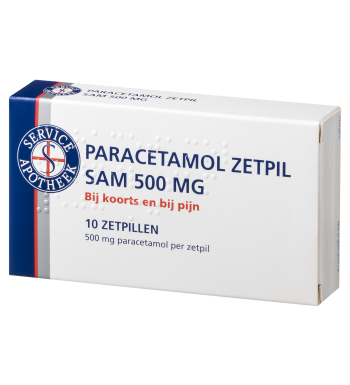 SERVICE
APOTHEEK
PARACETAMOL ZETPIL
SAM 500 MG
Bij koorts en bij pijn
10 ZETPILLEN
500 mg paracetamol per zetpil